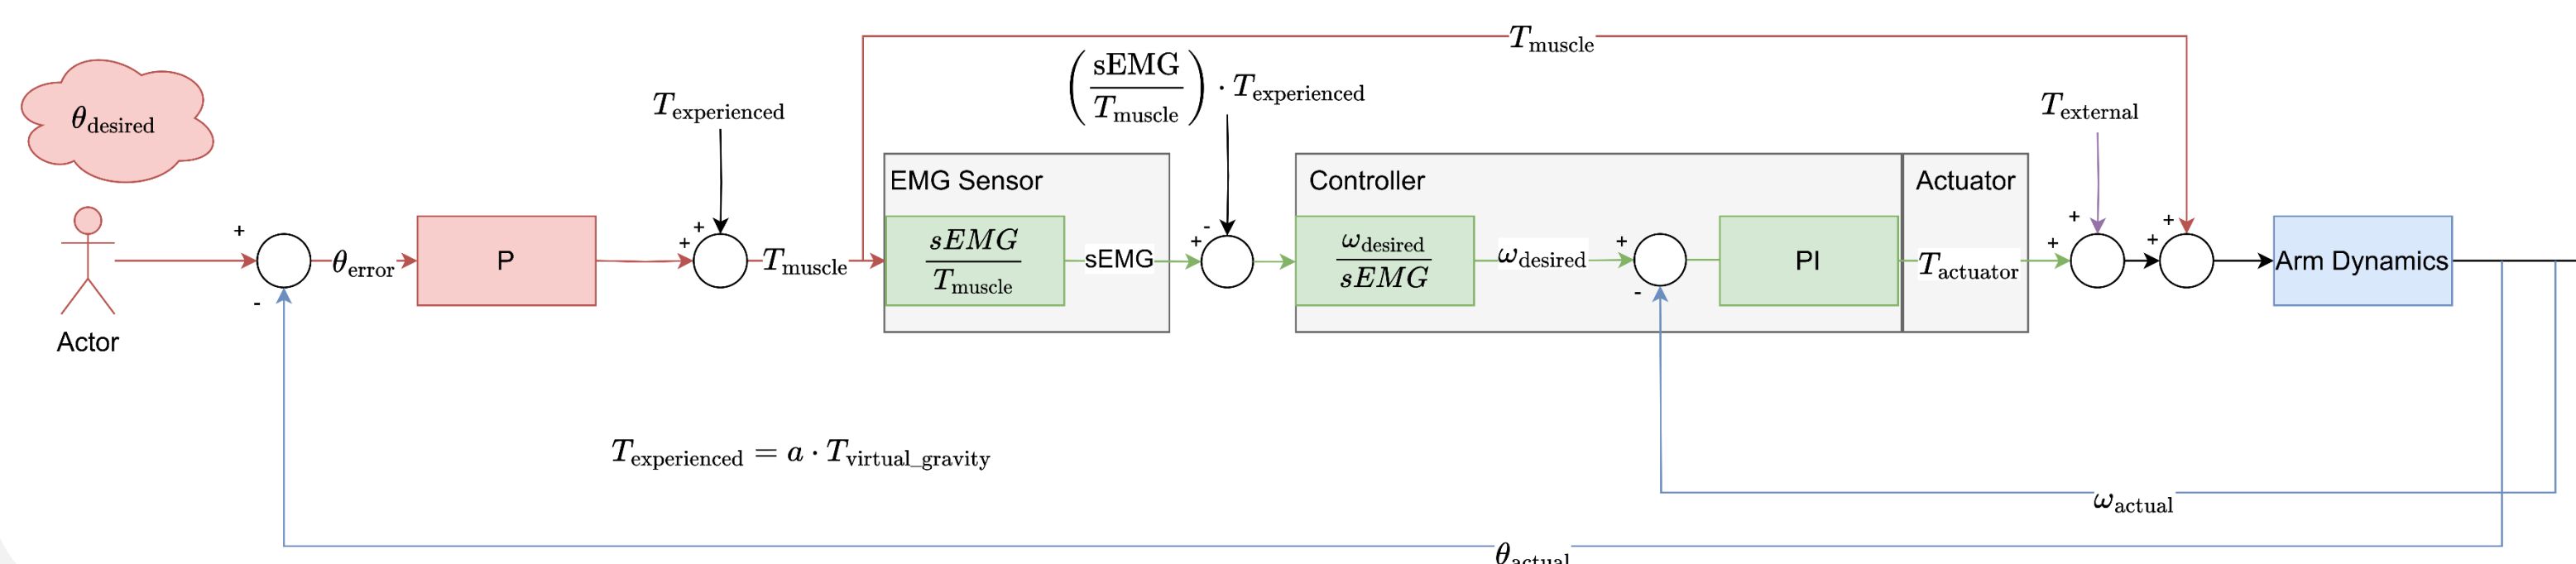 θ_desired
Actor
+
-
θ_error
P
T_experienced
+
+
T_muscle
T_muscle
EMG Sensor
sEMG / T_muscle
sEMG
(sEMG / T_muscle) · T_experienced
-
+
Controller
ω_desired / sEMG
ω_desired
+
-
PI
Actuator
T_actuator
T_external
+
+
+
+
Arm Dynamics
T_experienced = a · T_virtual_gravity
ω_actual
θ_actual